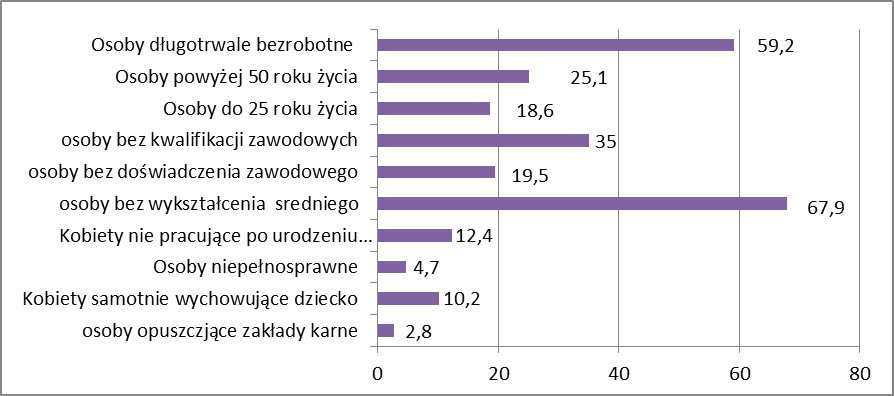 Osoby długotrwale bezrobotne 59,2
Osoby powyżej 50 roku życia 25,1
Osoby do 25 roku życia 18,6
osoby bez kwalifikacji zawodowych 35
osoby bez doświadczenia zawodowego 19,5
osoby bez wykształcenia sredniego 67,9
Kobiety nie pracujące po urodzeniu... 12,4
Osoby niepełnosprawne 4,7
Kobiety samotnie wychowujące dziecko 10,2
osoby opuszczjące zakłady karne 2,8
0 20 40 60 80